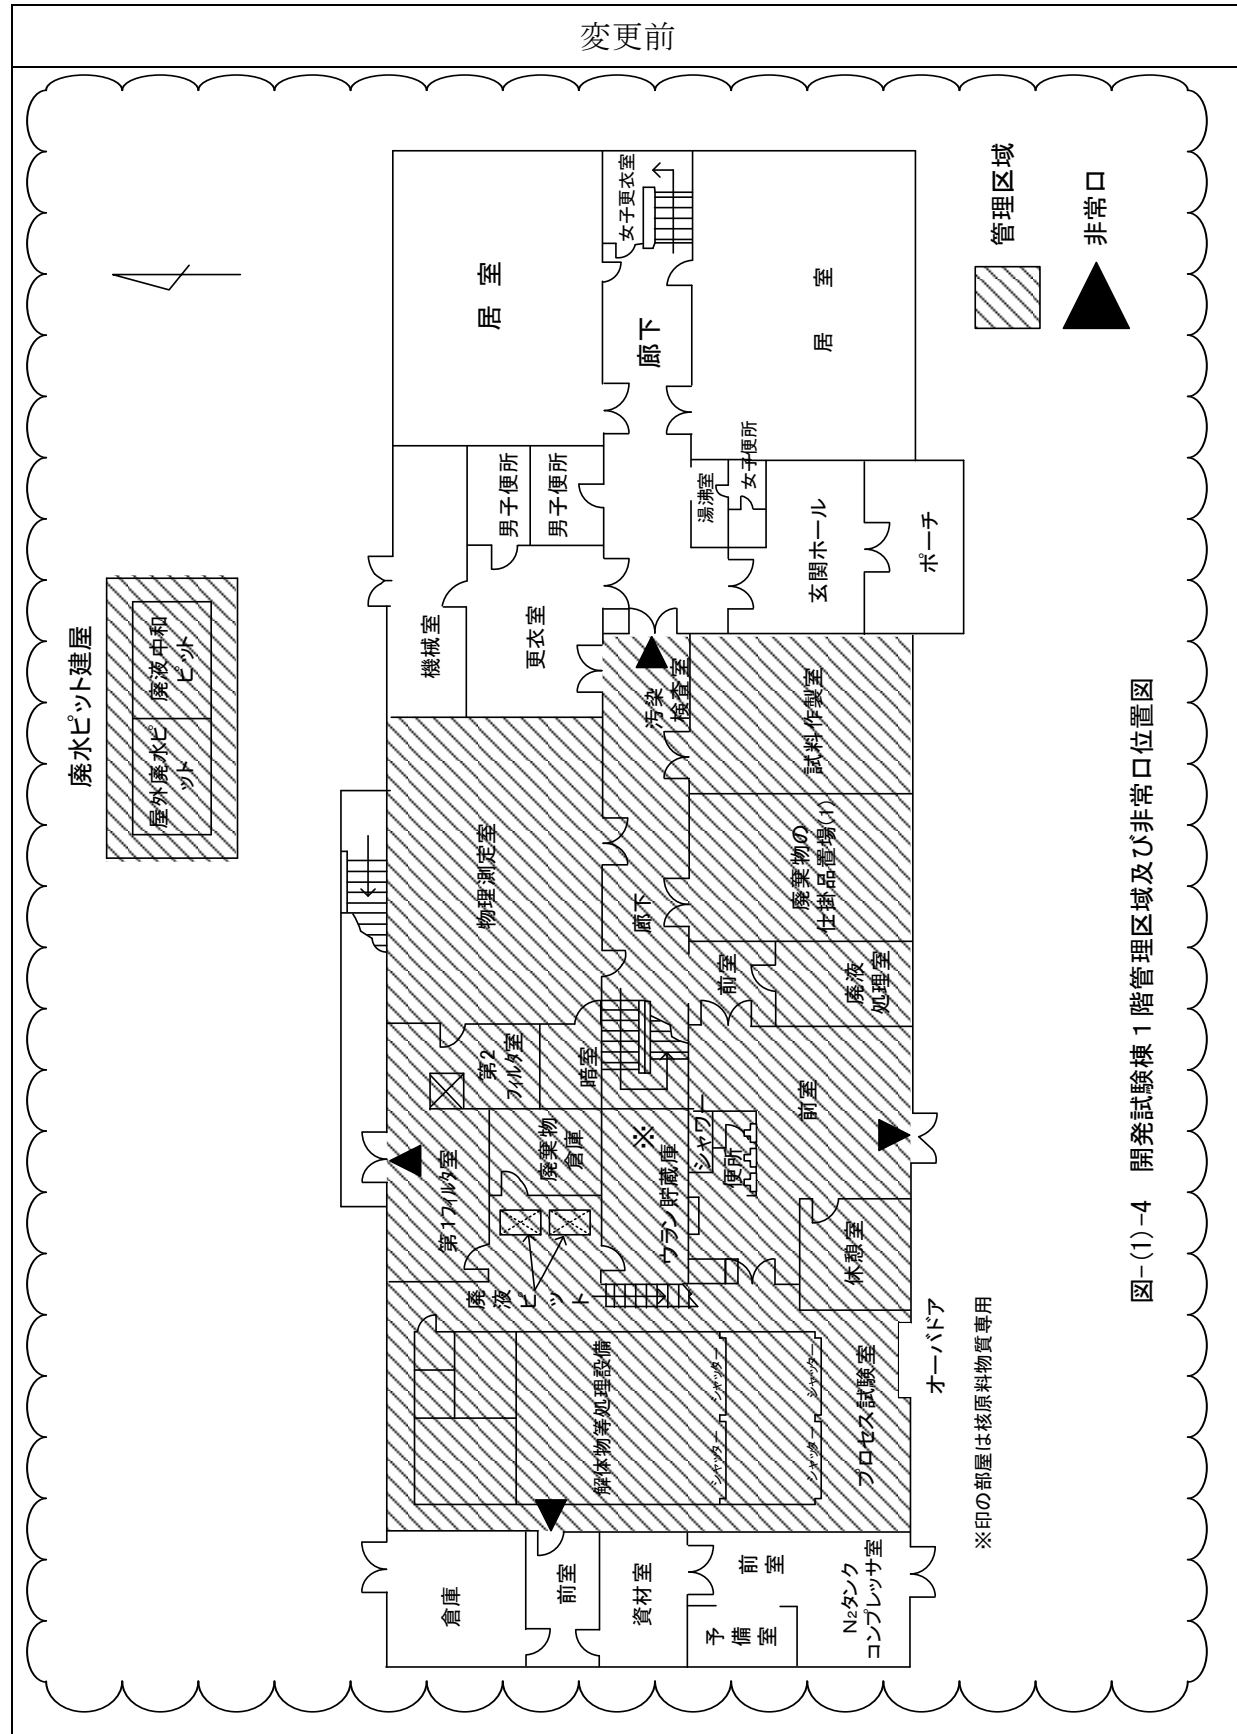 変更前
廃水ピット建屋
屋外廃水ピ
ット
廃液中和
ピット
倉庫
前室
資材室
予備室
前室
N2タンク
コンプレッサ室
解体物等処理設備
シャッター
シャッター
シャッター
シャッター
プロセス試験室
オーバドア
第1フィルタ室
廃液ピット
廃棄物
倉庫
ウラン貯蔵庫
※
シャワー
便所
休憩室
前室
第2
フィルタ室
暗室
物理測定室
廊下
前室
廃液
処理室
廃棄物の
仕掛品置場(1)
試料作製室
汚染
検査室
機械室
更衣室
男子便所
男子便所
湯沸室
女子便所
玄関ホール
ポーチ
居室
廊下
女子更衣室
居室
管理区域
非常口
※印の部屋は核原料物質専用
図-(1)-4 開発試験棟1階管理区域及び非常口位置図